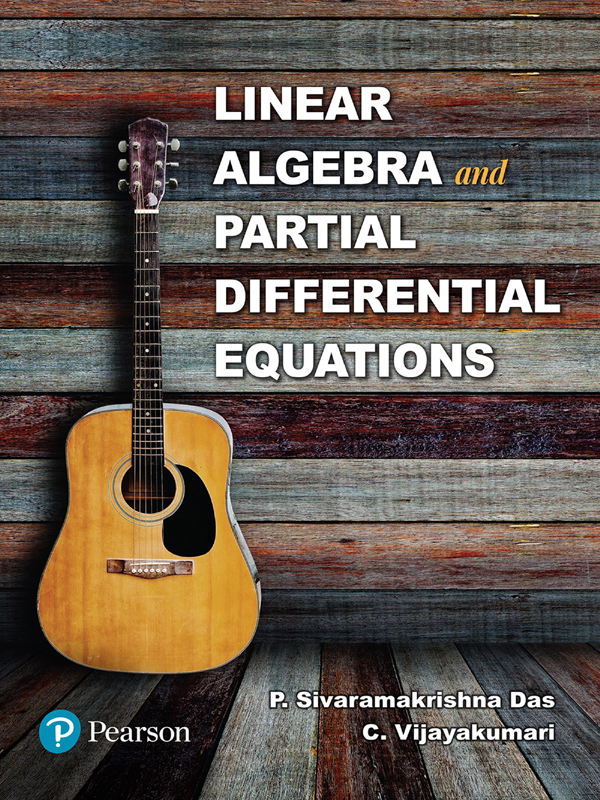 LINEAR
ALGEBRA and
PARTIAL
DIFFERENTIAL
EQUATIONS
P. Sivaramakrishna Das
C. Vijayakumari
Pearson